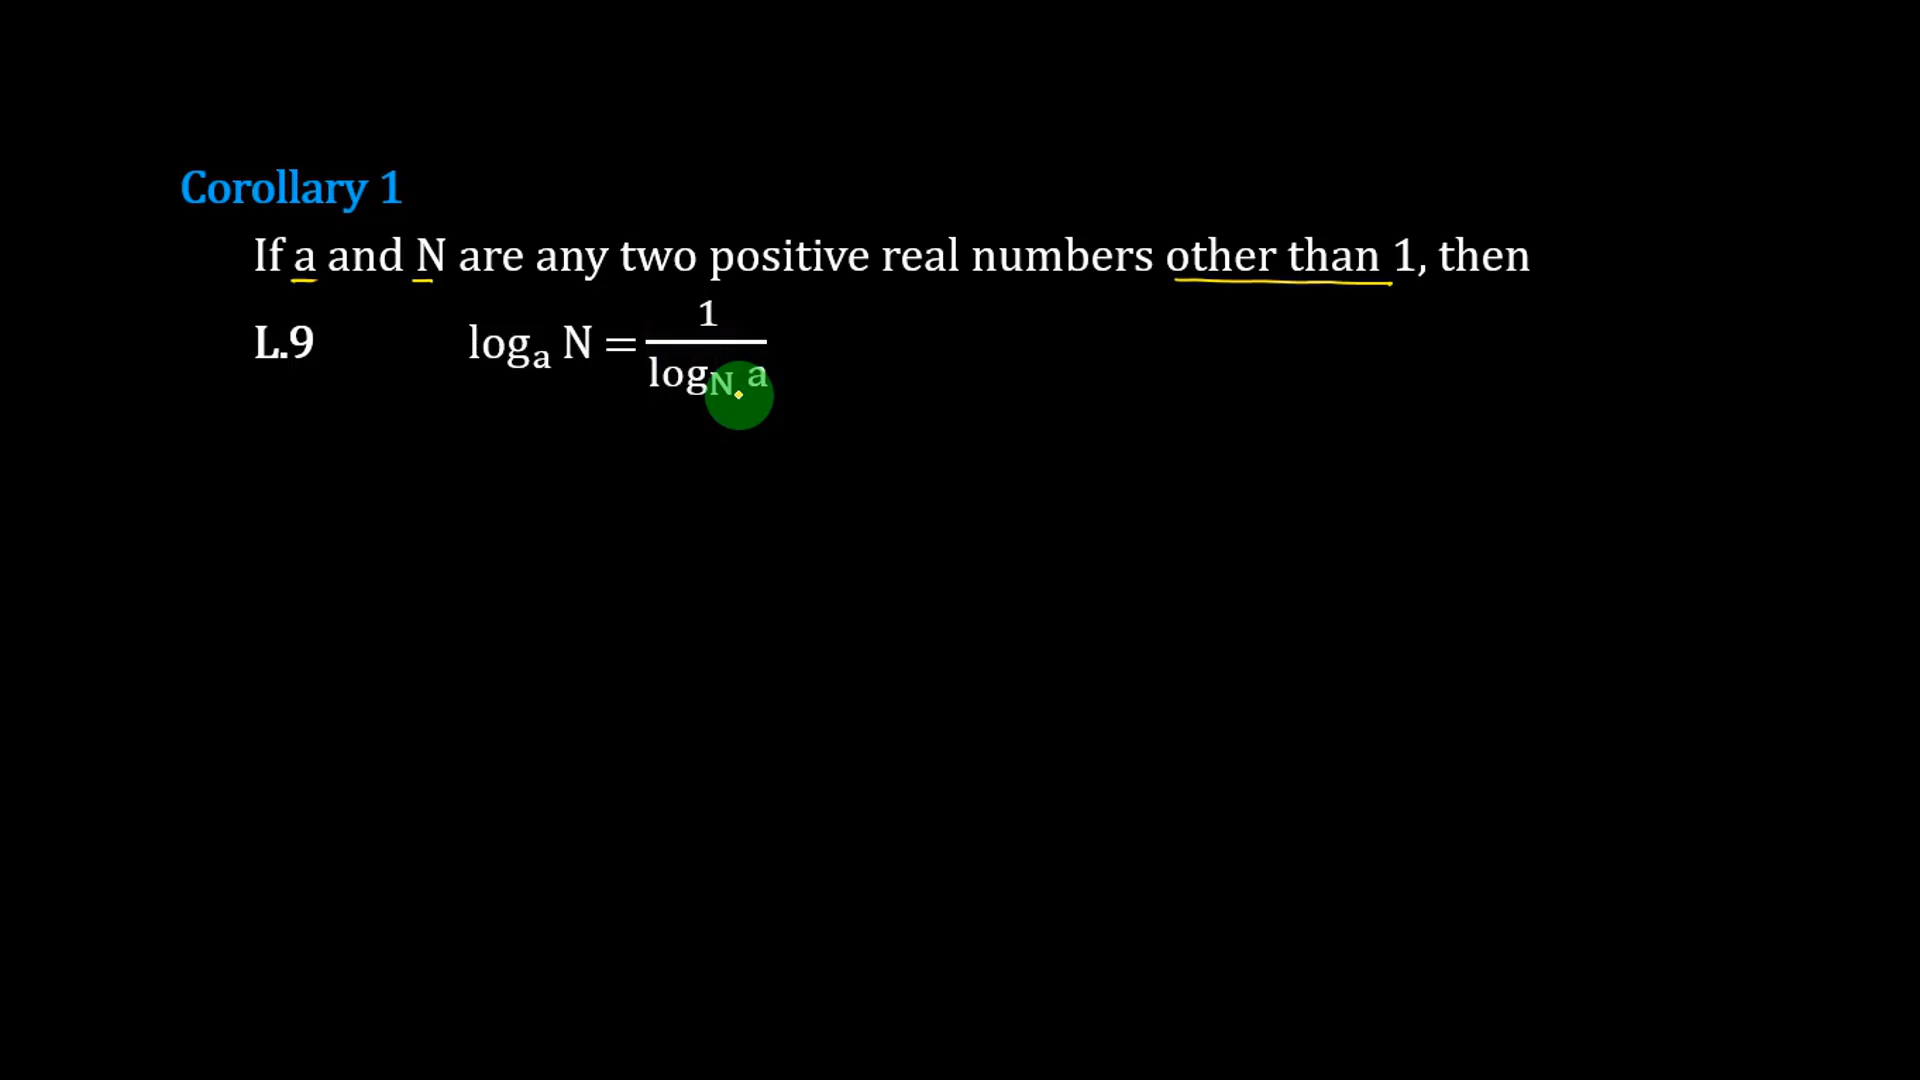 Corollary 1
If a and N are any two positive real numbers other than 1, then
L.9 logₐ N = 1 / log_N a